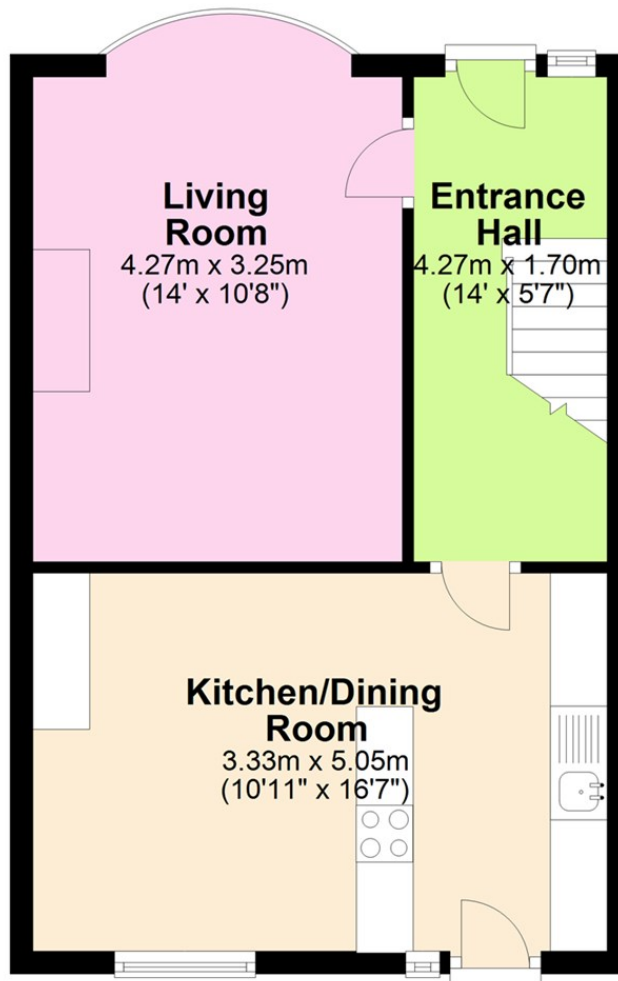 Living
Room
4.27m x 3.25m
(14' x 10'8")
Entrance
Hall
4.27m x 1.70m
(14' x 5'7")
Kitchen/Dining
Room
3.33m x 5.05m
(10'11" x 16'7")